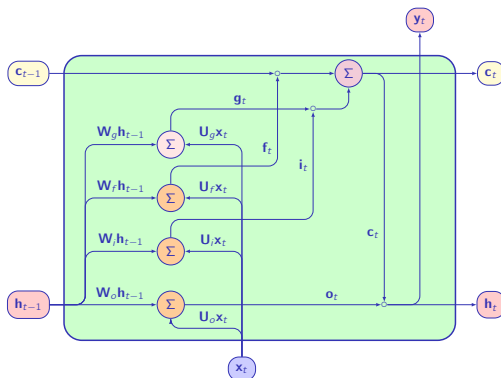 y_t
c_{t−1} Σ c_t
g_t
W_g h_{t−1} Σ U_g x_t
f_t
i_t
W_f h_{t−1} Σ U_f x_t
c_t
W_i h_{t−1} Σ U_i x_t
h_{t−1} W_o h_{t−1} Σ o_t h_t
U_o x_t
x_t